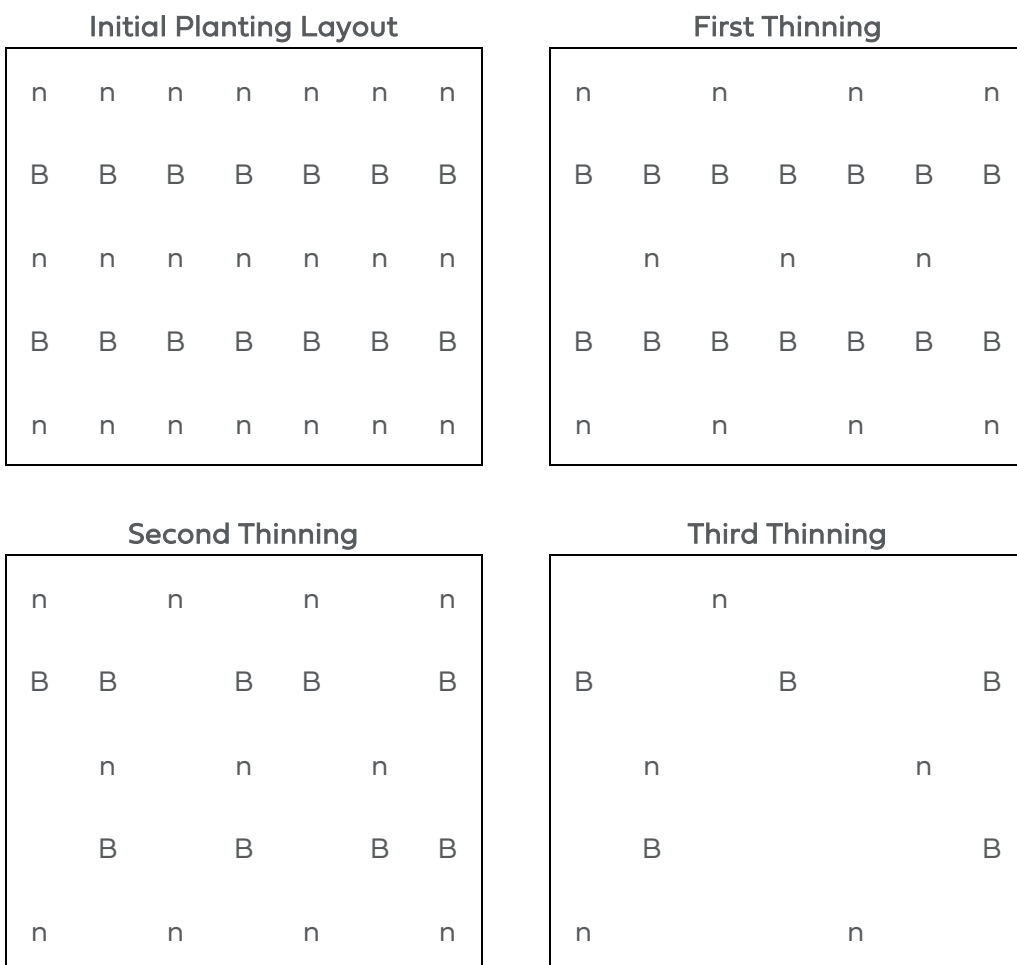 Initial Planting Layout
n n n n n n n
B B B B B B B
n n n n n n n
B B B B B B B
n n n n n n n
First Thinning
n n n n
B B B B B B B
n n n
B B B B B B B
n n n n
Second Thinning
n n n n
B B B B B
n n n
B B B B
n n n n
Third Thinning
n
B B B
n n
B B
n n